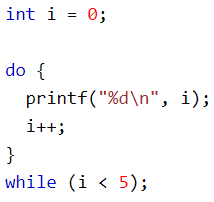 int i = 0;

do {
  printf("%d\n", i);
  i++;
}
while (i < 5);